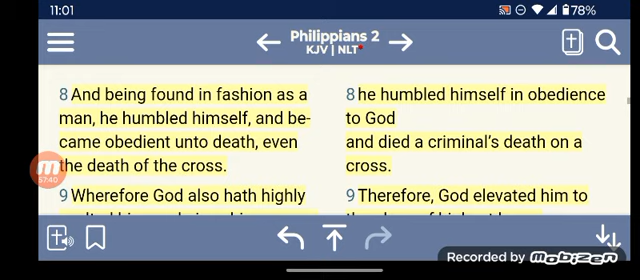 11:01
78%
Philippians 2
KJV | NLT
8 And being found in fashion as a
man, he humbled himself, and be-
came obedient unto death, even
the death of the cross.
9 Wherefore God also hath highly
8 he humbled himself in obedience
to God
and died a criminal's death on a
cross.
9 Therefore, God elevated him to
57:40
Recorded by Mobizen